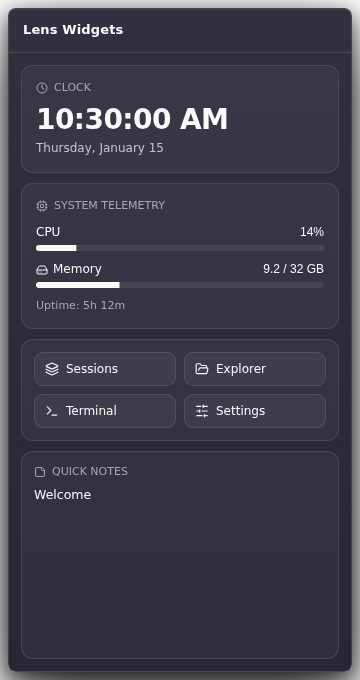 Lens Widgets
CLOCK
10:30:00 AM
Thursday, January 15
SYSTEM TELEMETRY
CPU 14%
Memory 9.2 / 32 GB
Uptime: 5h 12m
Sessions Explorer
Terminal Settings
QUICK NOTES
Welcome